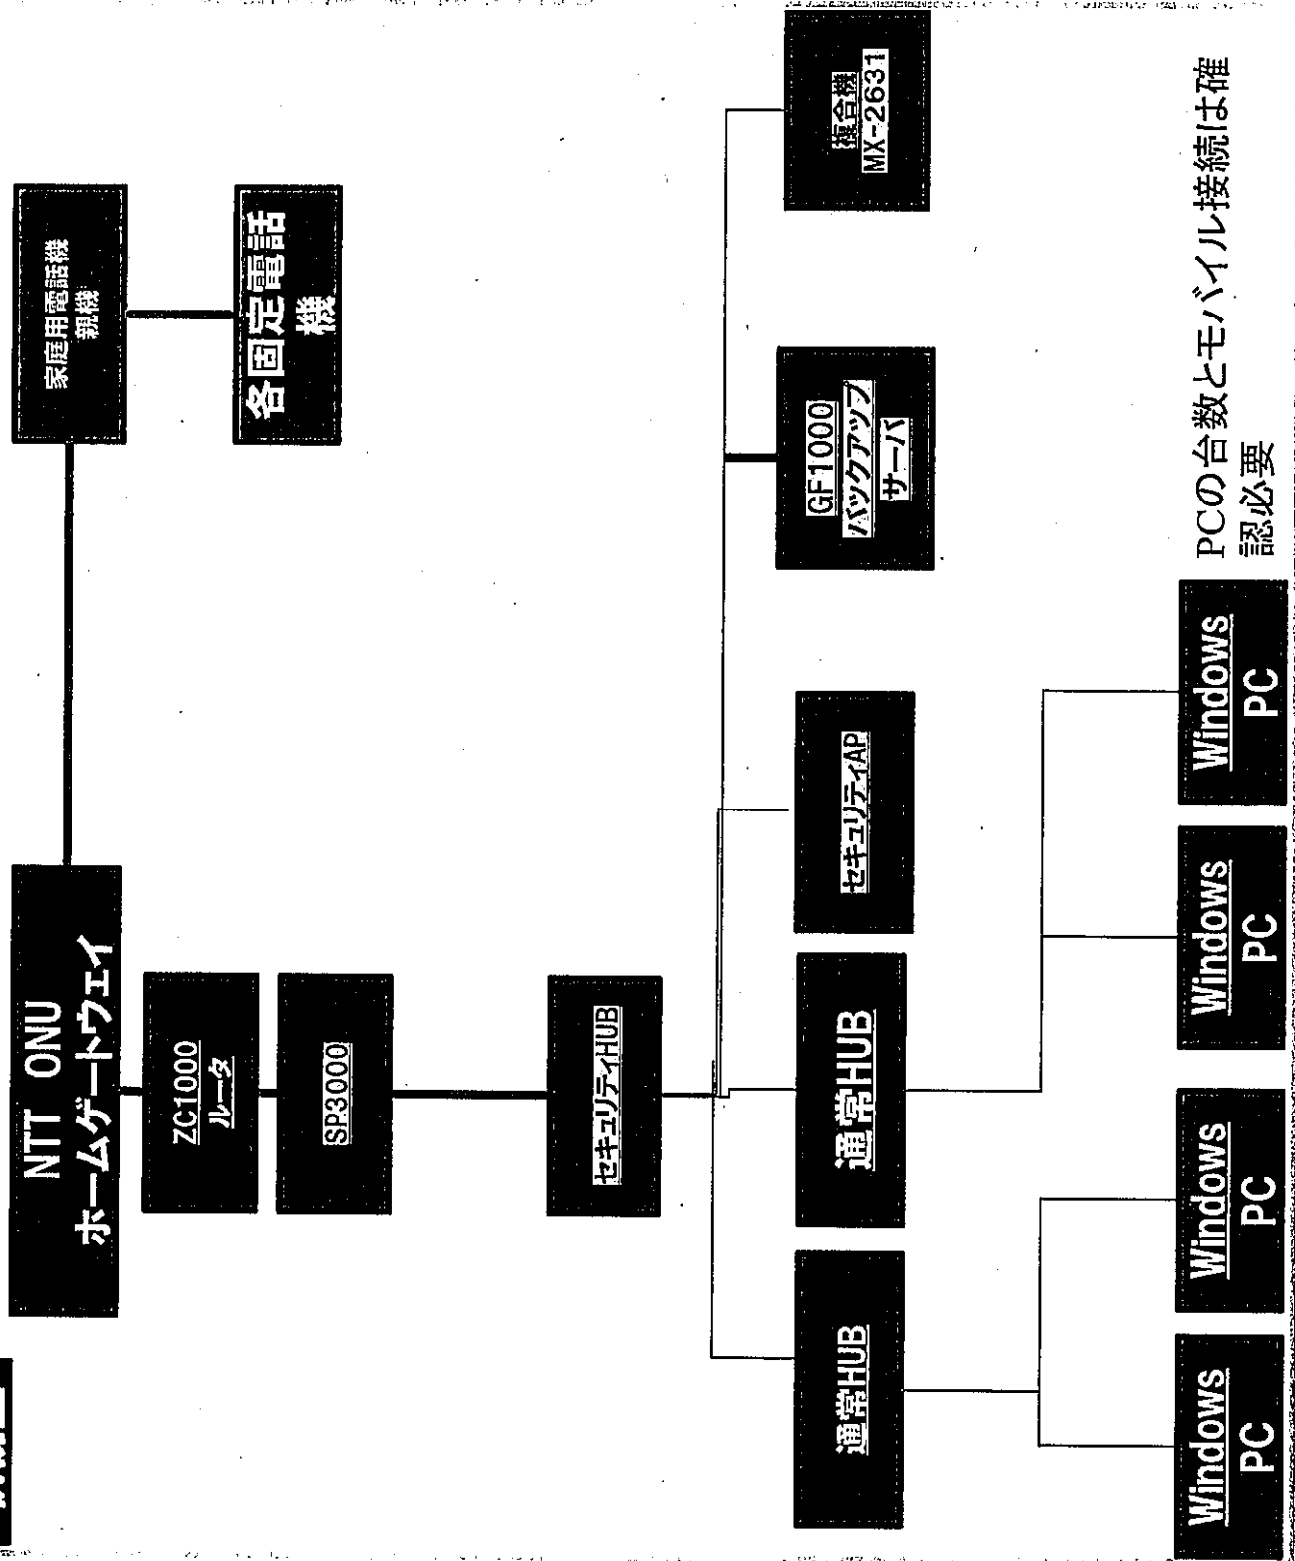 NTT ONU
ホームゲートウェイ
家庭用電話機
親機
ZC1000
ルータ
各固定電話
機
SP3000
セキュリティHUB
通常HUB
通常HUB
セキュリティAP
GF1000
バックアップ
サーバ
複合機
MX-2631
Windows
PC
Windows
PC
Windows
PC
Windows
PC
PCの台数とモバイル接続は確
認必要